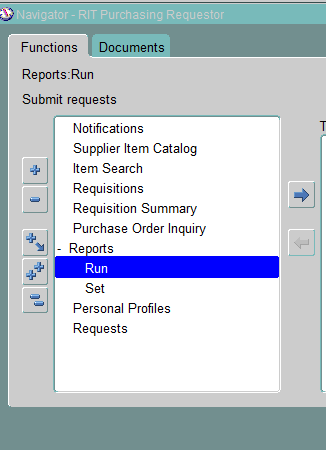 Navigator - RIT Purchasing Requestor
Functions
Documents
Reports:Run
Submit requests
Notifications
Supplier Item Catalog
Item Search
Requisitions
Requisition Summary
Purchase Order Inquiry
- Reports
Run
Set
Personal Profiles
Requests